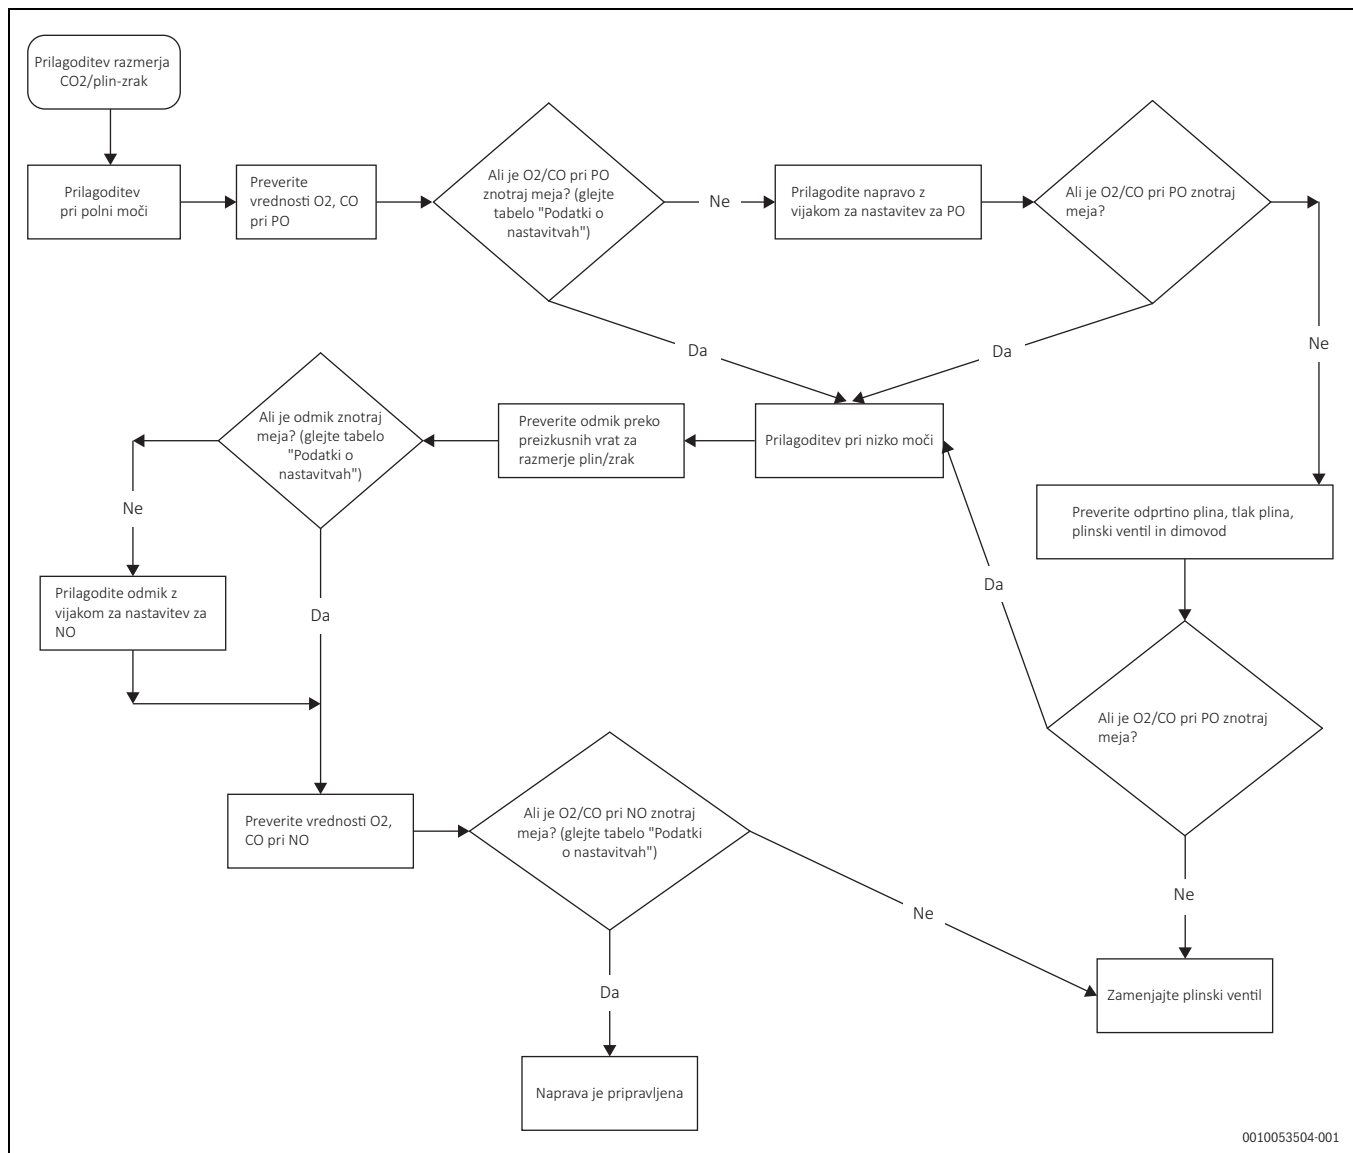 Prilagoditev razmerja
CO2/plin-zrak
Prilagoditev
pri polni moči
Preverite
vrednosti O2, CO
pri PO
Ali je O2/CO pri PO
znotraj meja? (glejte
tabelo "Podatki o
nastavitvah")
Ne
Prilagodite napravo z
vijakom za nastavitev za PO
Ali je O2/CO pri PO znotraj
meja?
Da
Da
Ne
Ali je odmik znotraj
meja? (glejte tabelo
"Podatki o
nastavitvah")
Preverite odmik preko
preizkusnih vrat za
razmerje plin/zrak
Prilagoditev pri nizko moči
Preverite odprtino plina, tlak plina,
plinski ventil in dimovod
Ne
Prilagodite odmik z
vijakom za nastavitev za
NO
Da
Da
Ali je O2/CO pri PO znotraj
meja?
Preverite vrednosti O2,
CO pri NO
Ali je O2/CO pri NO znotraj
meja? (glejte tabelo "Podatki
o nastavitvah")
Ne
Ne
Da
Zamenjajte plinski ventil
Naprava je pripravljena
0010053504-001